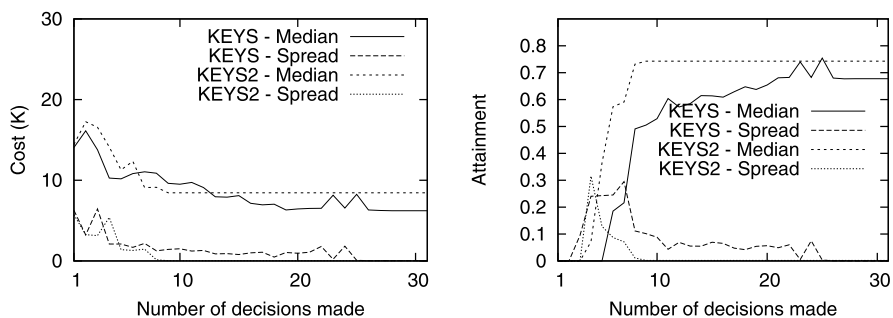 30
20
10
0
Cost (K)
KEYS - Median
KEYS - Spread
KEYS2 - Median
KEYS2 - Spread
1
10
20
30
Number of decisions made
0.8
0.7
0.6
0.5
0.4
0.3
0.2
0.1
0
Attainment
KEYS - Median
KEYS - Spread
KEYS2 - Median
KEYS2 - Spread
1
10
20
30
Number of decisions made